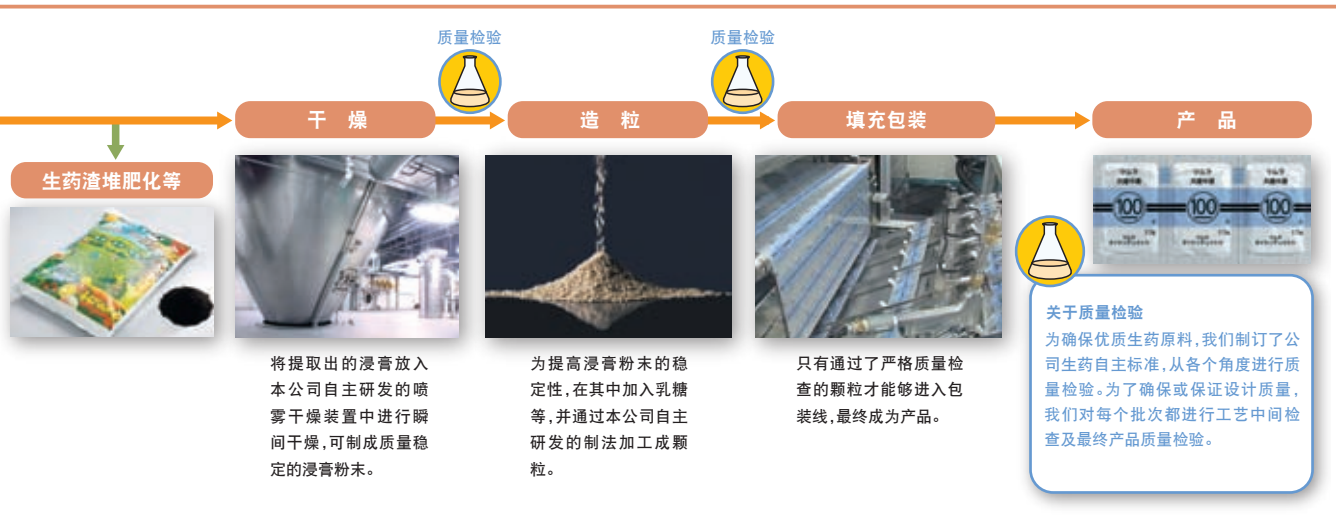 质量检验
质量检验
干 燥
造 粒
填充包装
产 品
生药渣堆肥化等
100
100
100
将提取出的浸膏放入
本公司自主研发的喷
雾干燥装置中进行瞬
间干燥,可制成质量稳
定的浸膏粉末。
为提高浸膏粉末的稳
定性,在其中加入乳糖
等,并通过本公司自主
研发的制法加工成颗
粒。
只有通过了严格质量检
查的颗粒才能够进入包
装线,最终成为产品。
关于质量检验
为确保优质生药原料,我们制订了公
司生药自主标准,从各个角度进行质
量检验。为了确保或保证设计质量,
我们对每个批次都进行工艺中间检
查及最终产品质量检验。